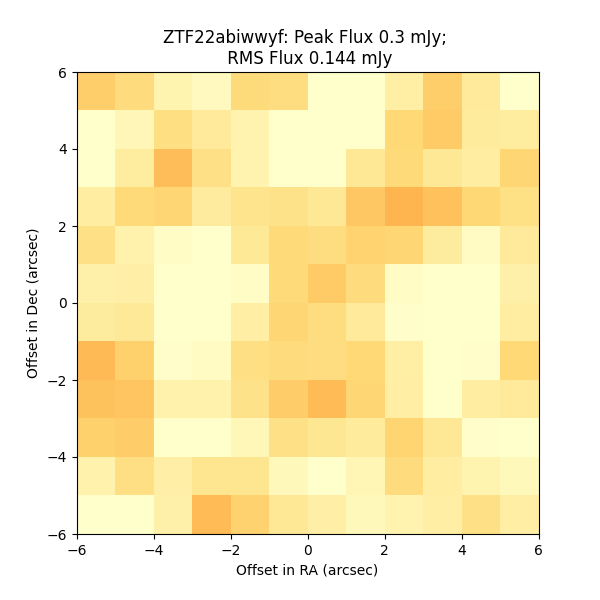 ZTF22abiwwyf: Peak Flux 0.3 mJy;
RMS Flux 0.144 mJy
6
4
2
0
−2
−4
−6
Offset in Dec (arcsec)
−6 −4 −2 0 2 4 6
Offset in RA (arcsec)